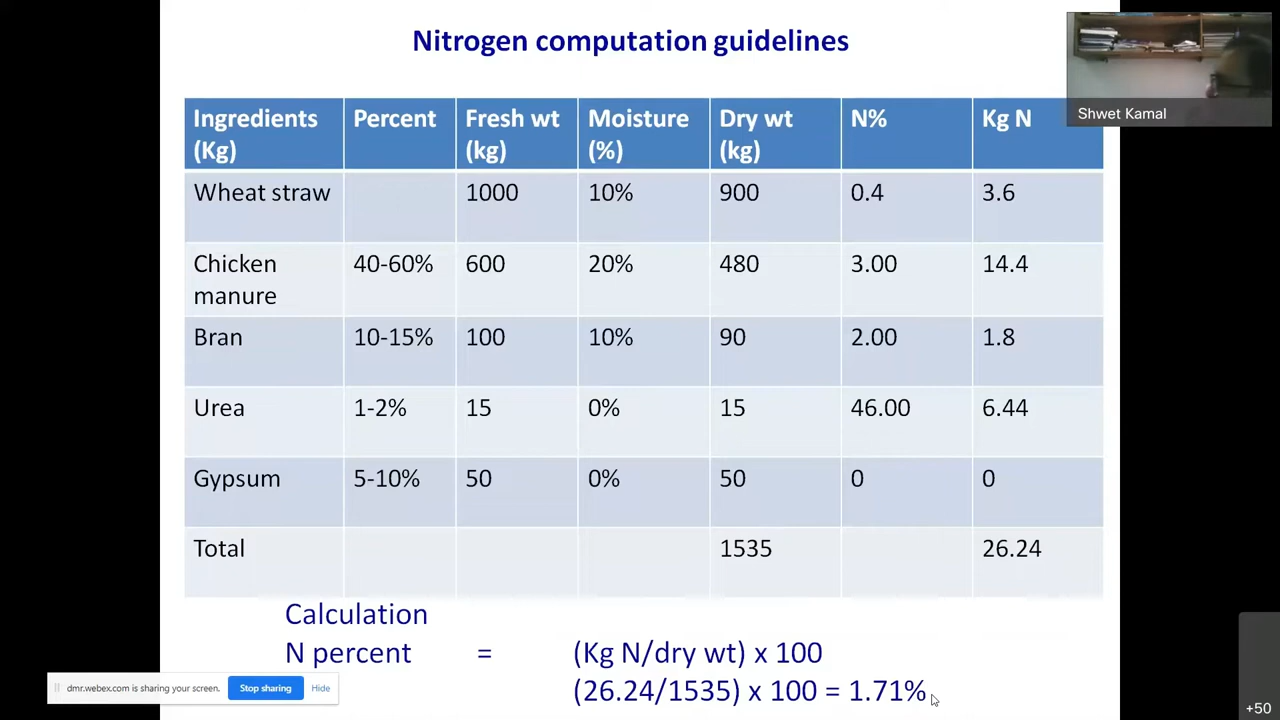 Nitrogen computation guidelines
Shwet Kamal
Ingredients (Kg) Percent Fresh wt (kg) Moisture (%) Dry wt (kg) N% Kg N
Wheat straw 1000 10% 900 0.4 3.6
Chicken manure 40-60% 600 20% 480 3.00 14.4
Bran 10-15% 100 10% 90 2.00 1.8
Urea 1-2% 15 0% 15 46.00 6.44
Gypsum 5-10% 50 0% 50 0 0
Total 1535 26.24
Calculation
N percent = (Kg N/dry wt) x 100
(26.24/1535) x 100 = 1.71%
dmr.webex.com is sharing your screen. Stop sharing Hide
+50